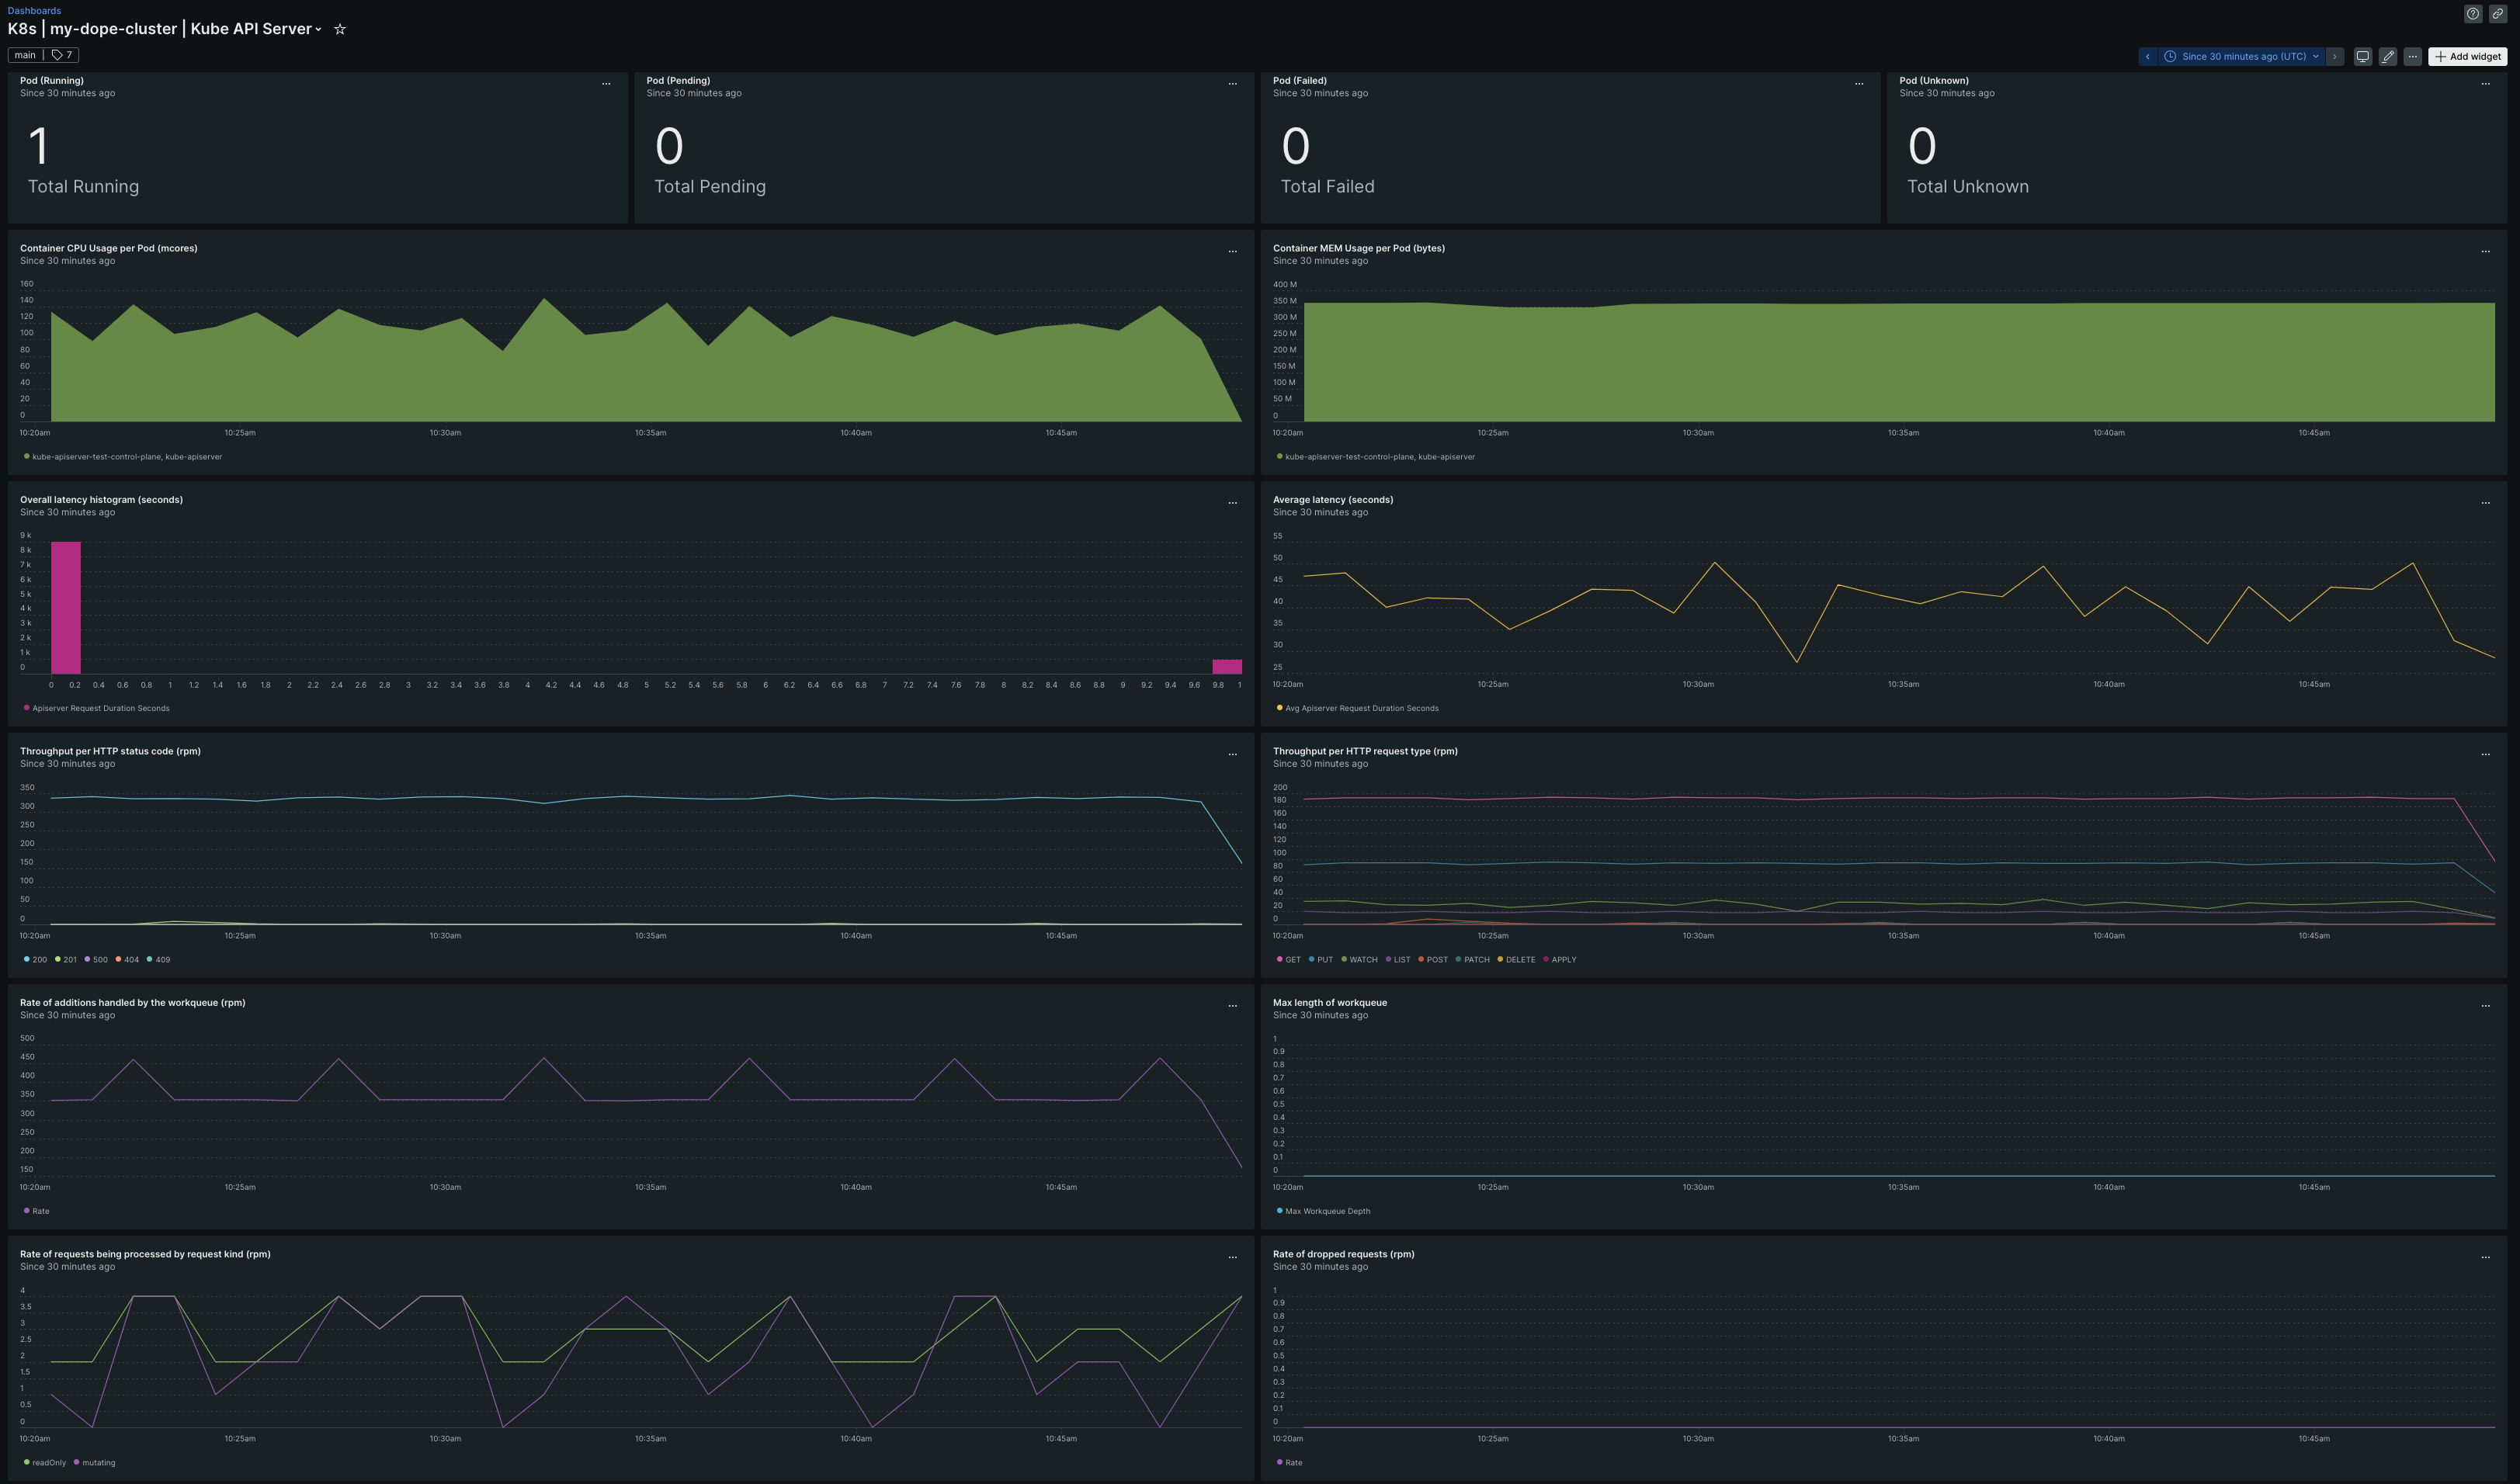 Dashboards
K8s | my-dope-cluster | Kube API Server
main | 7
Since 30 minutes ago (UTC)
Add widget
Pod (Running)
Since 30 minutes ago
1
Total Running
Pod (Pending)
Since 30 minutes ago
0
Total Pending
Pod (Failed)
Since 30 minutes ago
0
Total Failed
Pod (Unknown)
Since 30 minutes ago
0
Total Unknown
Container CPU Usage per Pod (mcores)
Since 30 minutes ago
160
140
120
100
80
60
40
20
0
10:20am 10:25am 10:30am 10:35am 10:40am 10:45am
kube-apiserver-test-control-plane, kube-apiserver
Container MEM Usage per Pod (bytes)
Since 30 minutes ago
400 M
350 M
300 M
250 M
200 M
150 M
100 M
50 M
0
10:20am 10:25am 10:30am 10:35am 10:40am 10:45am
kube-apiserver-test-control-plane, kube-apiserver
Overall latency histogram (seconds)
Since 30 minutes ago
9 k
8 k
7 k
6 k
5 k
4 k
3 k
2 k
1 k
0
0 0.2 0.4 0.6 0.8 1 1.2 1.4 1.6 1.8 2 2.2 2.4 2.6 2.8 3 3.2 3.4 3.6 3.8 4 4.2 4.4 4.6 4.8 5 5.2 5.4 5.6 5.8 6 6.2 6.4 6.6 6.8 7 7.2 7.4 7.6 7.8 8 8.2 8.4 8.6 8.8 9 9.2 9.4 9.6 9.8 1
Apiserver Request Duration Seconds
Average latency (seconds)
Since 30 minutes ago
55
50
45
40
35
30
25
10:20am 10:25am 10:30am 10:35am 10:40am 10:45am
Avg Apiserver Request Duration Seconds
Throughput per HTTP status code (rpm)
Since 30 minutes ago
350
300
250
200
150
100
50
0
10:20am 10:25am 10:30am 10:35am 10:40am 10:45am
200 201 500 404 409
Throughput per HTTP request type (rpm)
Since 30 minutes ago
200
180
160
140
120
100
80
60
40
20
0
10:20am 10:25am 10:30am 10:35am 10:40am 10:45am
GET PUT WATCH LIST POST PATCH DELETE APPLY
Rate of additions handled by the workqueue (rpm)
Since 30 minutes ago
500
450
400
350
300
250
200
150
10:20am 10:25am 10:30am 10:35am 10:40am 10:45am
Rate
Max length of workqueue
Since 30 minutes ago
1
0.9
0.8
0.7
0.6
0.5
0.4
0.3
0.2
0.1
0
10:20am 10:25am 10:30am 10:35am 10:40am 10:45am
Max Workqueue Depth
Rate of requests being processed by request kind (rpm)
Since 30 minutes ago
4
3.5
3
2.5
2
1.5
1
0.5
0
10:20am 10:25am 10:30am 10:35am 10:40am 10:45am
readOnly mutating
Rate of dropped requests (rpm)
Since 30 minutes ago
1
0.9
0.8
0.7
0.6
0.5
0.4
0.3
0.2
0.1
0
10:20am 10:25am 10:30am 10:35am 10:40am 10:45am
Rate